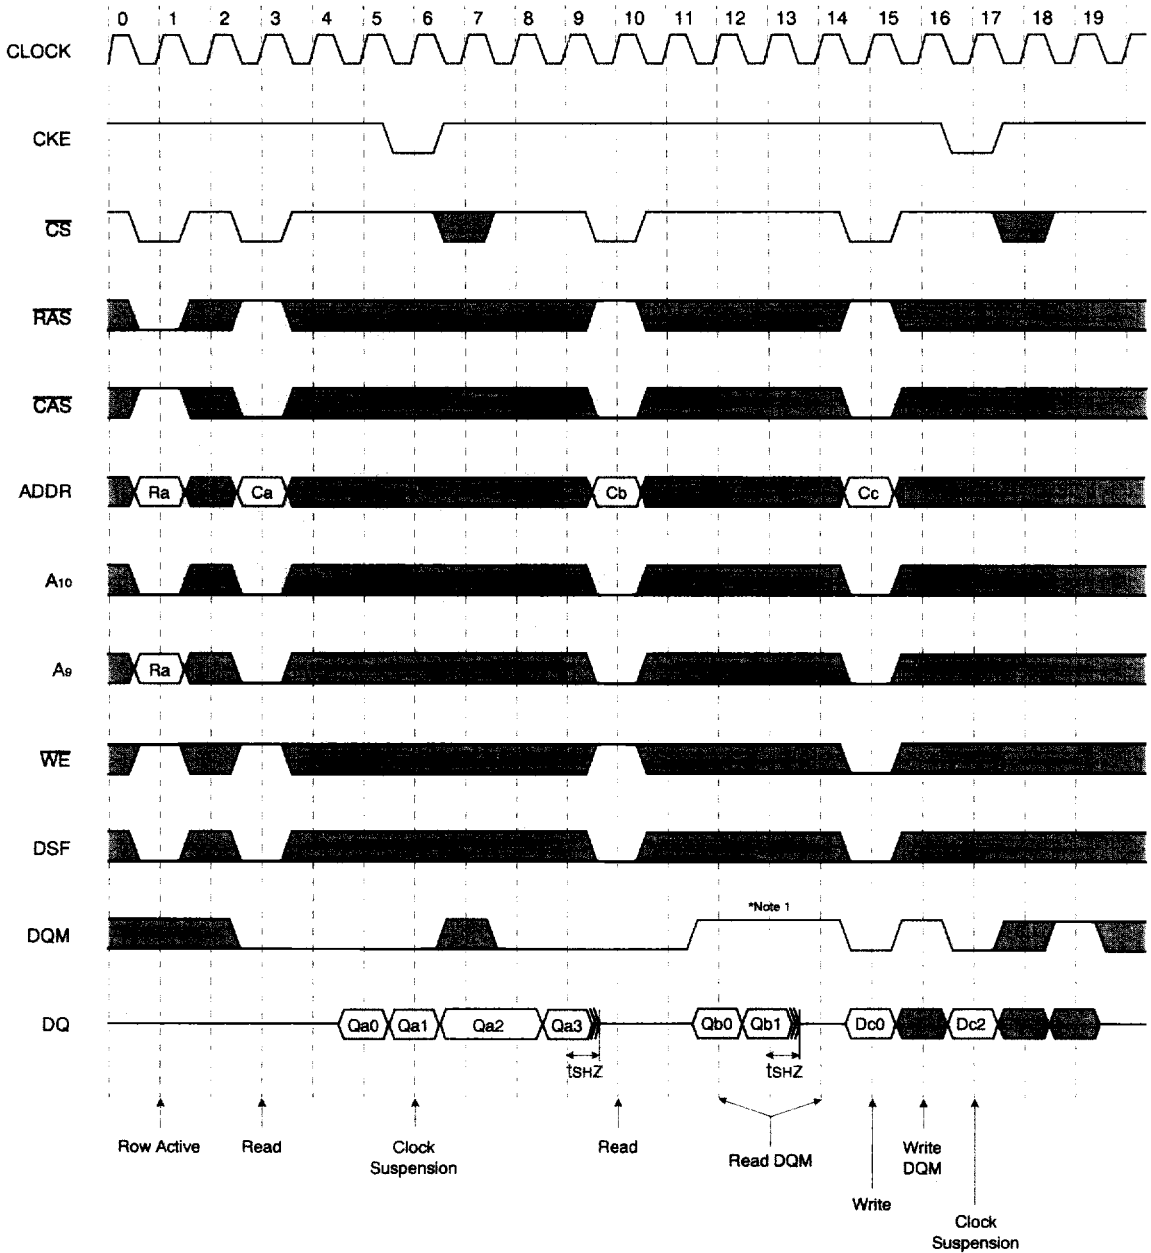 0 1 2 3 4 5 6 7 8 9 10 11 12 13 14 15 16 17 18 19
CLOCK
CKE
CS
RAS
CAS
ADDR Ra Ca Cb Cc
A10
A9 Ra
WE
DSF
*Note 1
DQM
DQ Qa0 Qa1 Qa2 Qa3 Qb0 Qb1 Dc0 Dc2
tSHZ tSHZ
Row Active Read Clock Suspension Read Read DQM Write DQM
Write
Clock
Suspension